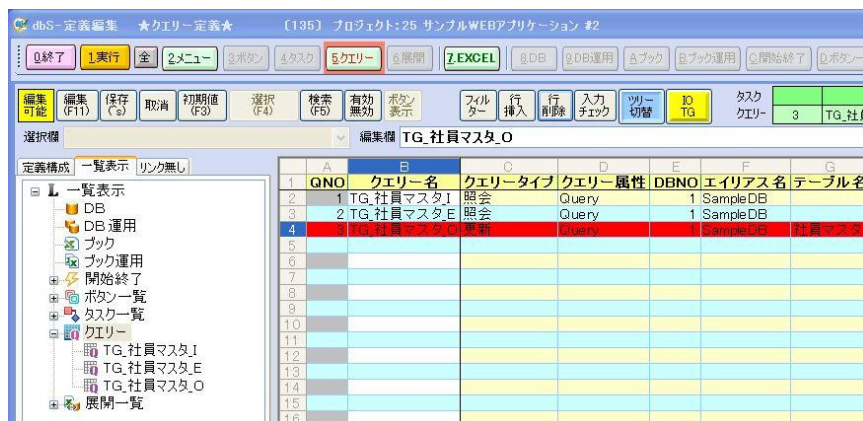 dbS-定義編集 ★クエリー定義★ (135) プロジェクト:25 サンプルWEBアプリケーション #2
0終了 1.実行 全 2メニュー 3.ボタン 4.タスク 5クエリー 6.展開 7.EXCEL 8.DB 9.DB運用 Aブック Bブック運用 C開始終了 Dボタン
編集可能 編集(F11) 保存(^s) 取消 初期値(F3) 選択(F4) 検索(F5) 有効無効 ボタン表示 フィルター 行挿入 行削除 入力チェック ツリー切替 IO TG タスク
クエリー 3 TG_社
選択欄 編集欄 TG_社員マスタ_O
定義構成 一覧表示 リンク無し
A B C D E F G
1 QNO クエリー名 クエリータイプ クエリー属性 DBNO エイリアス名 テーブル名
2 1 TG_社員マスタ_I 照会 Query 1 SampleDB
3 2 TG_社員マスタ_E 照会 Query 1 SampleDB
4 3 TG_社員マスタ_O 更新 Query 1 SampleDB 社員マスタ
5
6
7
8
9
10
11
12
13
14
15
16
L 一覧表示
DB
DB運用
ブック
ブック運用
開始終了
ボタン一覧
タスク一覧
クエリー
TG_社員マスタ_I
TG_社員マスタ_E
TG_社員マスタ_O
展開一覧